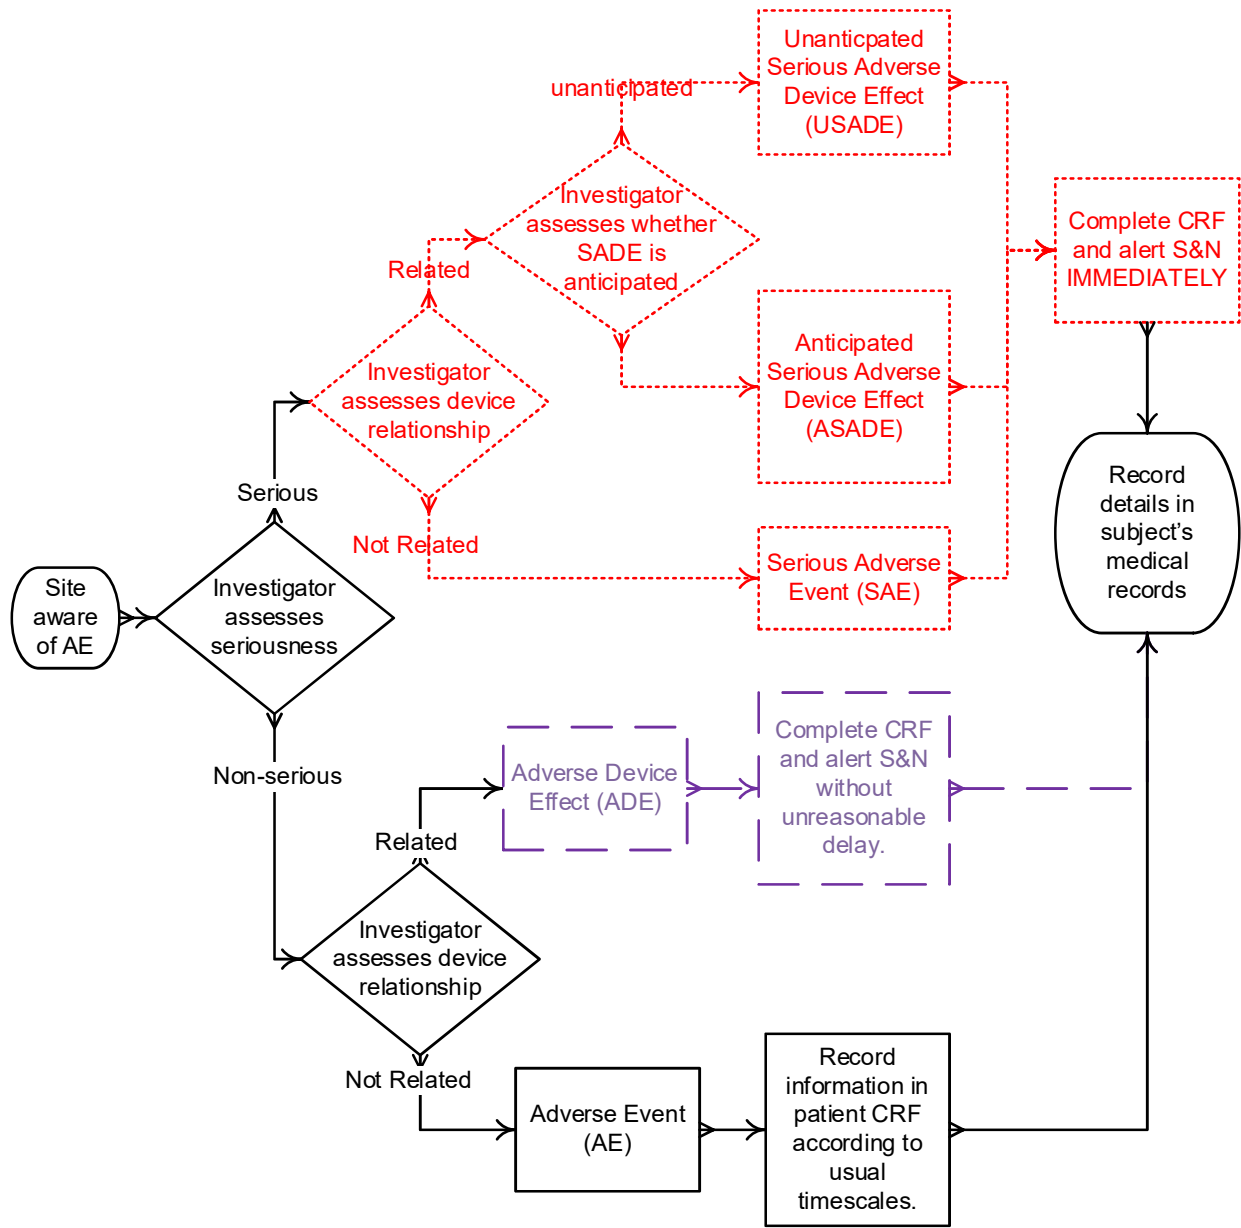 Unanticpated
Serious Adverse
Device Effect
(USADE)
unanticipated
Investigator
assesses whether
SADE is
anticipated
Complete CRF
and alert S&N
IMMEDIATELY
Related
Anticipated
Serious Adverse
Device Effect
(ASADE)
Investigator
assesses device
relationship
Serious
Not Related
Serious Adverse
Event (SAE)
Record
details in
subject’s
medical
records
Site
aware
of AE
Investigator
assesses
seriousness
Non-serious
Adverse Device
Effect (ADE)
Complete CRF
and alert S&N
without
unreasonable
delay.
Related
Investigator
assesses device
relationship
Not Related
Adverse Event
(AE)
Record
information in
patient CRF
according to
usual
timescales.